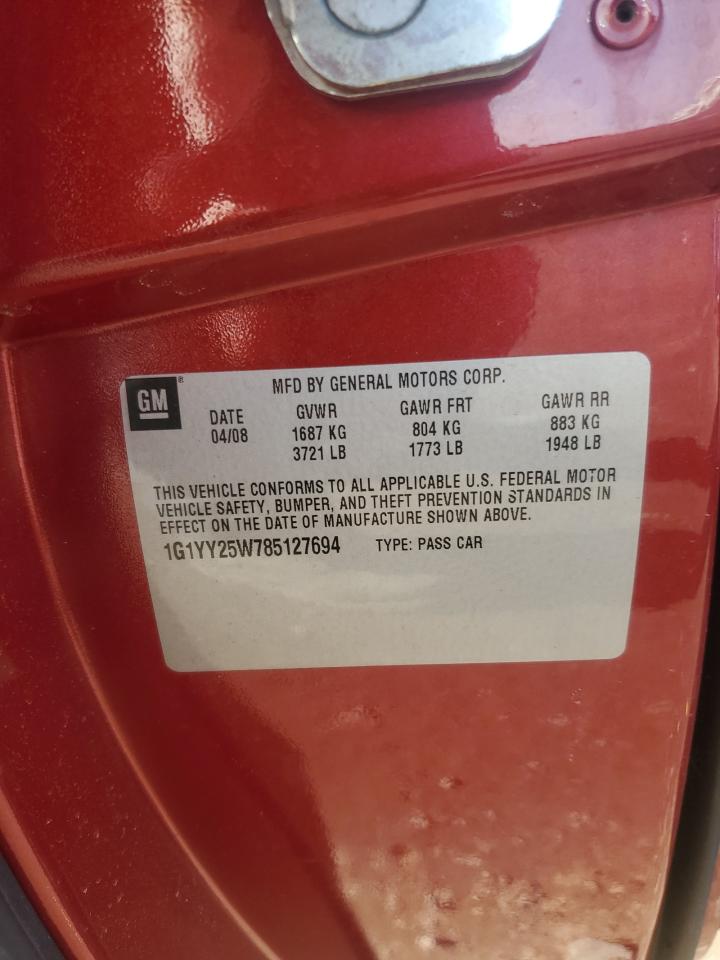 GM®
MFD BY GENERAL MOTORS CORP.
DATE GVWR GAWR FRT GAWR RR
04/08 1687 KG 804 KG 883 KG
3721 LB 1773 LB 1948 LB
THIS VEHICLE CONFORMS TO ALL APPLICABLE U.S. FEDERAL MOTOR
VEHICLE SAFETY, BUMPER, AND THEFT PREVENTION STANDARDS IN
EFFECT ON THE DATE OF MANUFACTURE SHOWN ABOVE.
1G1YY25W785127694 TYPE: PASS CAR